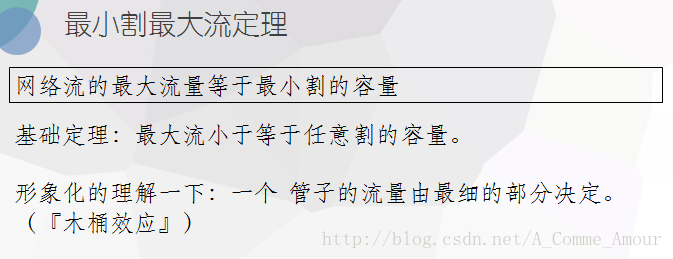 最小割最大流定理
网络流的最大流量等于最小割的容量
基础定理：最大流小于等于任意割的容量。
形象化的理解一下：一个 管子的流量由最细的部分决定。
（『木桶效应』）
http://blog.csdn.net/A_Comme_Amour